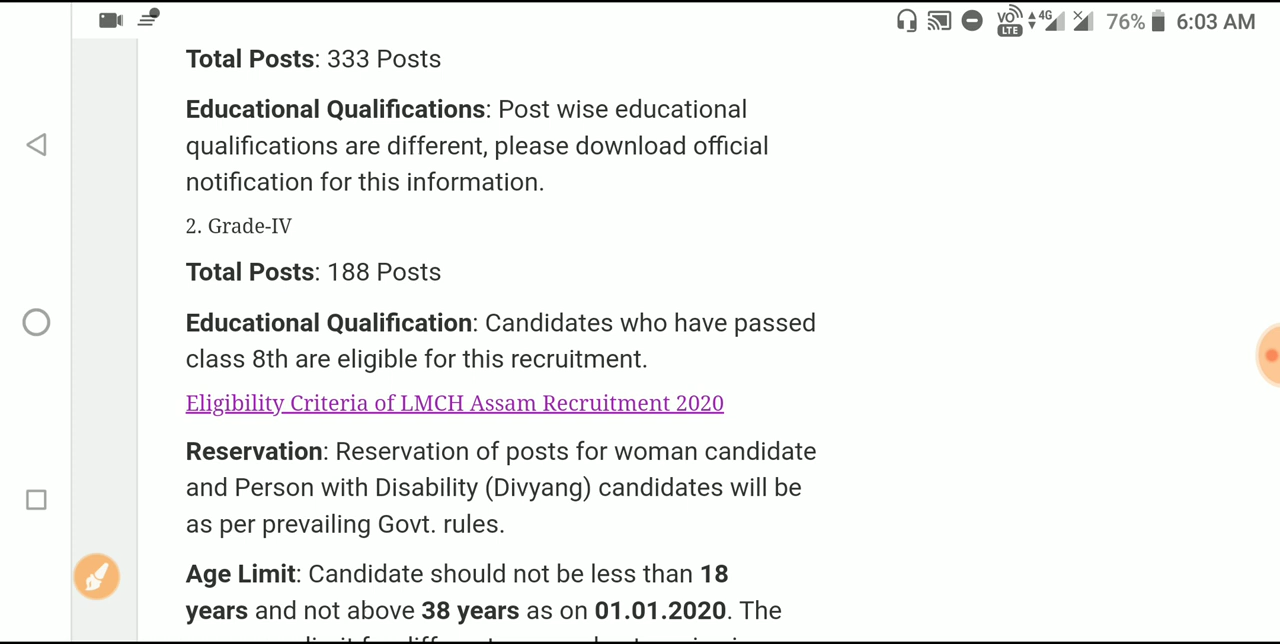 VO 4G 76% 6:03 AM
LTE
Total Posts: 333 Posts
Educational Qualifications: Post wise educational
qualifications are different, please download official
notification for this information.
2. Grade-IV
Total Posts: 188 Posts
Educational Qualification: Candidates who have passed
class 8th are eligible for this recruitment.
Eligibility Criteria of LMCH Assam Recruitment 2020
Reservation: Reservation of posts for woman candidate
and Person with Disability (Divyang) candidates will be
as per prevailing Govt. rules.
Age Limit: Candidate should not be less than 18
years and not above 38 years as on 01.01.2020. The